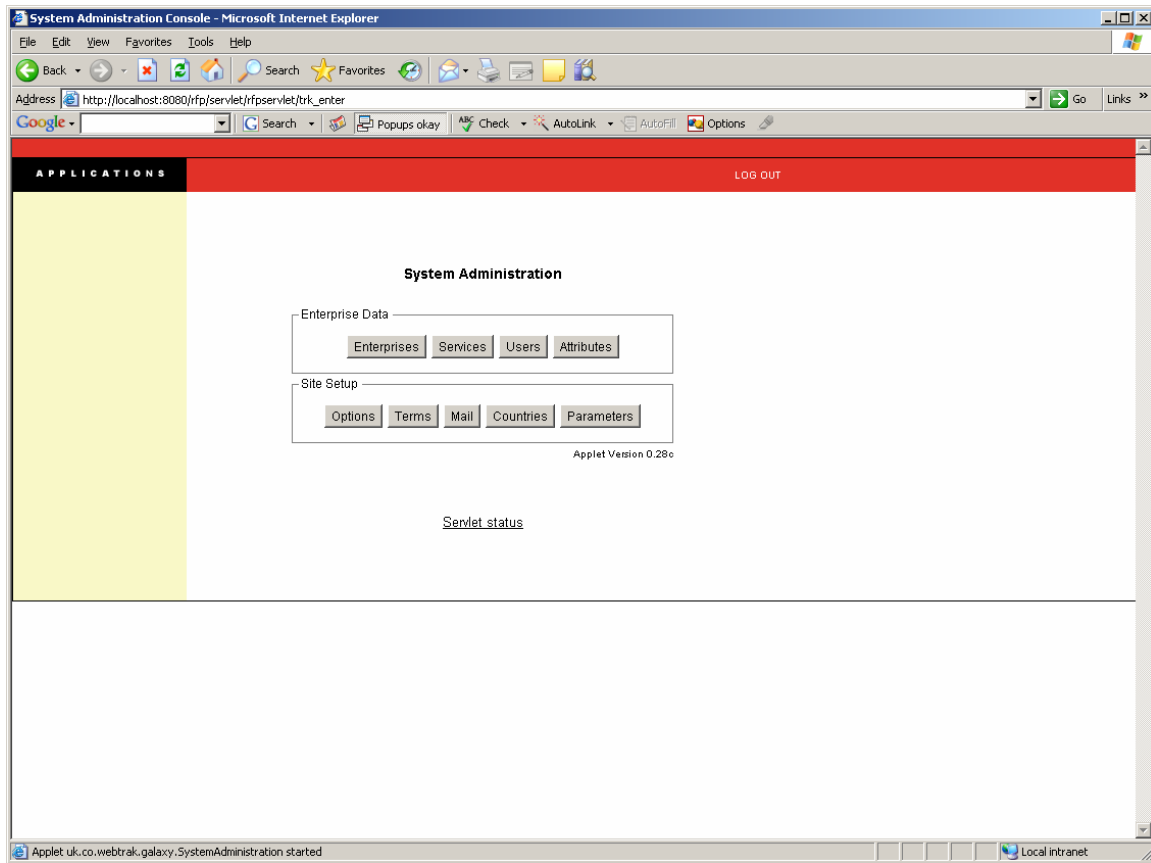 System Administration Console - Microsoft Internet Explorer
File Edit View Favorites Tools Help
Back Search Favorites
Address http://localhost:8080/rfp/servlet/rfpservlet/trk_enter Go Links »
Google Search Popups okay ABC Check AutoLink AutoFill Options
APPLICATIONS LOG OUT
System Administration
Enterprise Data
Enterprises Services Users Attributes
Site Setup
Options Terms Mail Countries Parameters
Applet Version 0.28c
Servlet status
Applet uk.co.webtrak.galaxy.SystemAdministration started Local intranet